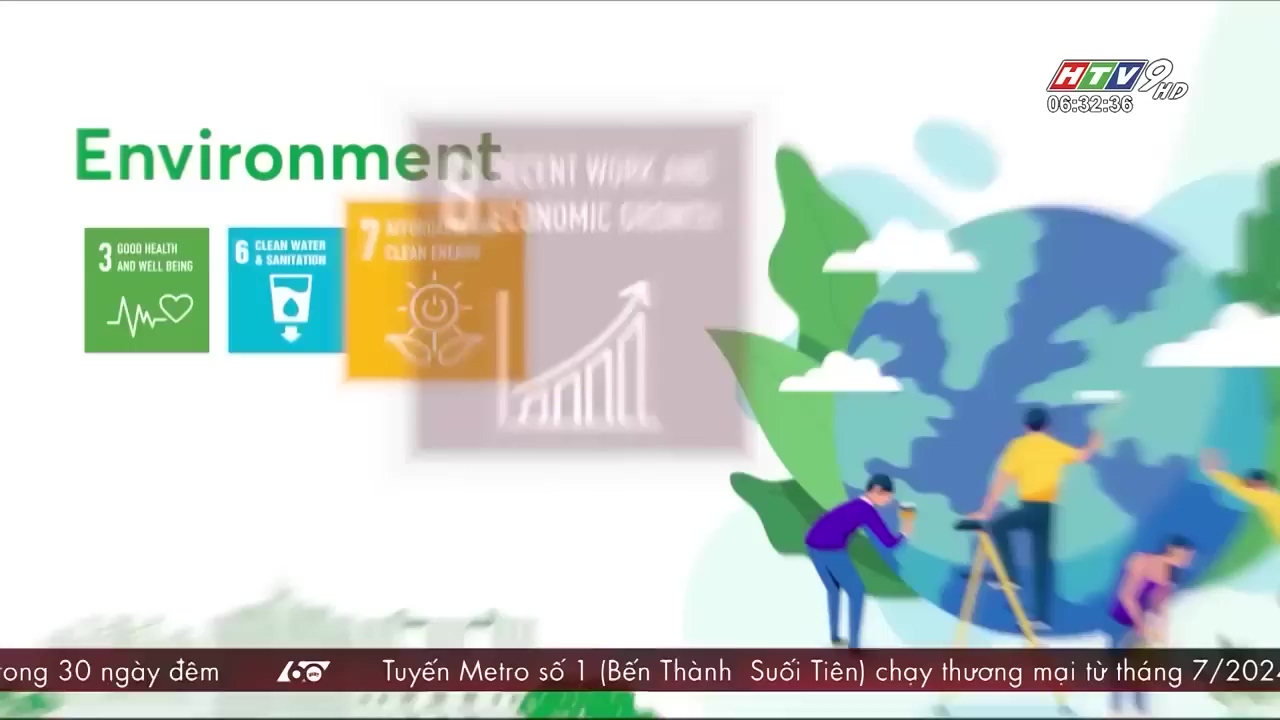 HTV9 HD
06:32:36
Environment
3 GOOD HEALTH
AND WELL BEING
6 CLEAN WATER
& SANITATION
7
CLEAN ENERGY
8 DECENT WORK AND
ECONOMIC GROWTH
rong 30 ngày đêm 60 Tuyến Metro số 1 (Bến Thành Suối Tiên) chạy thương mại từ tháng 7/2024